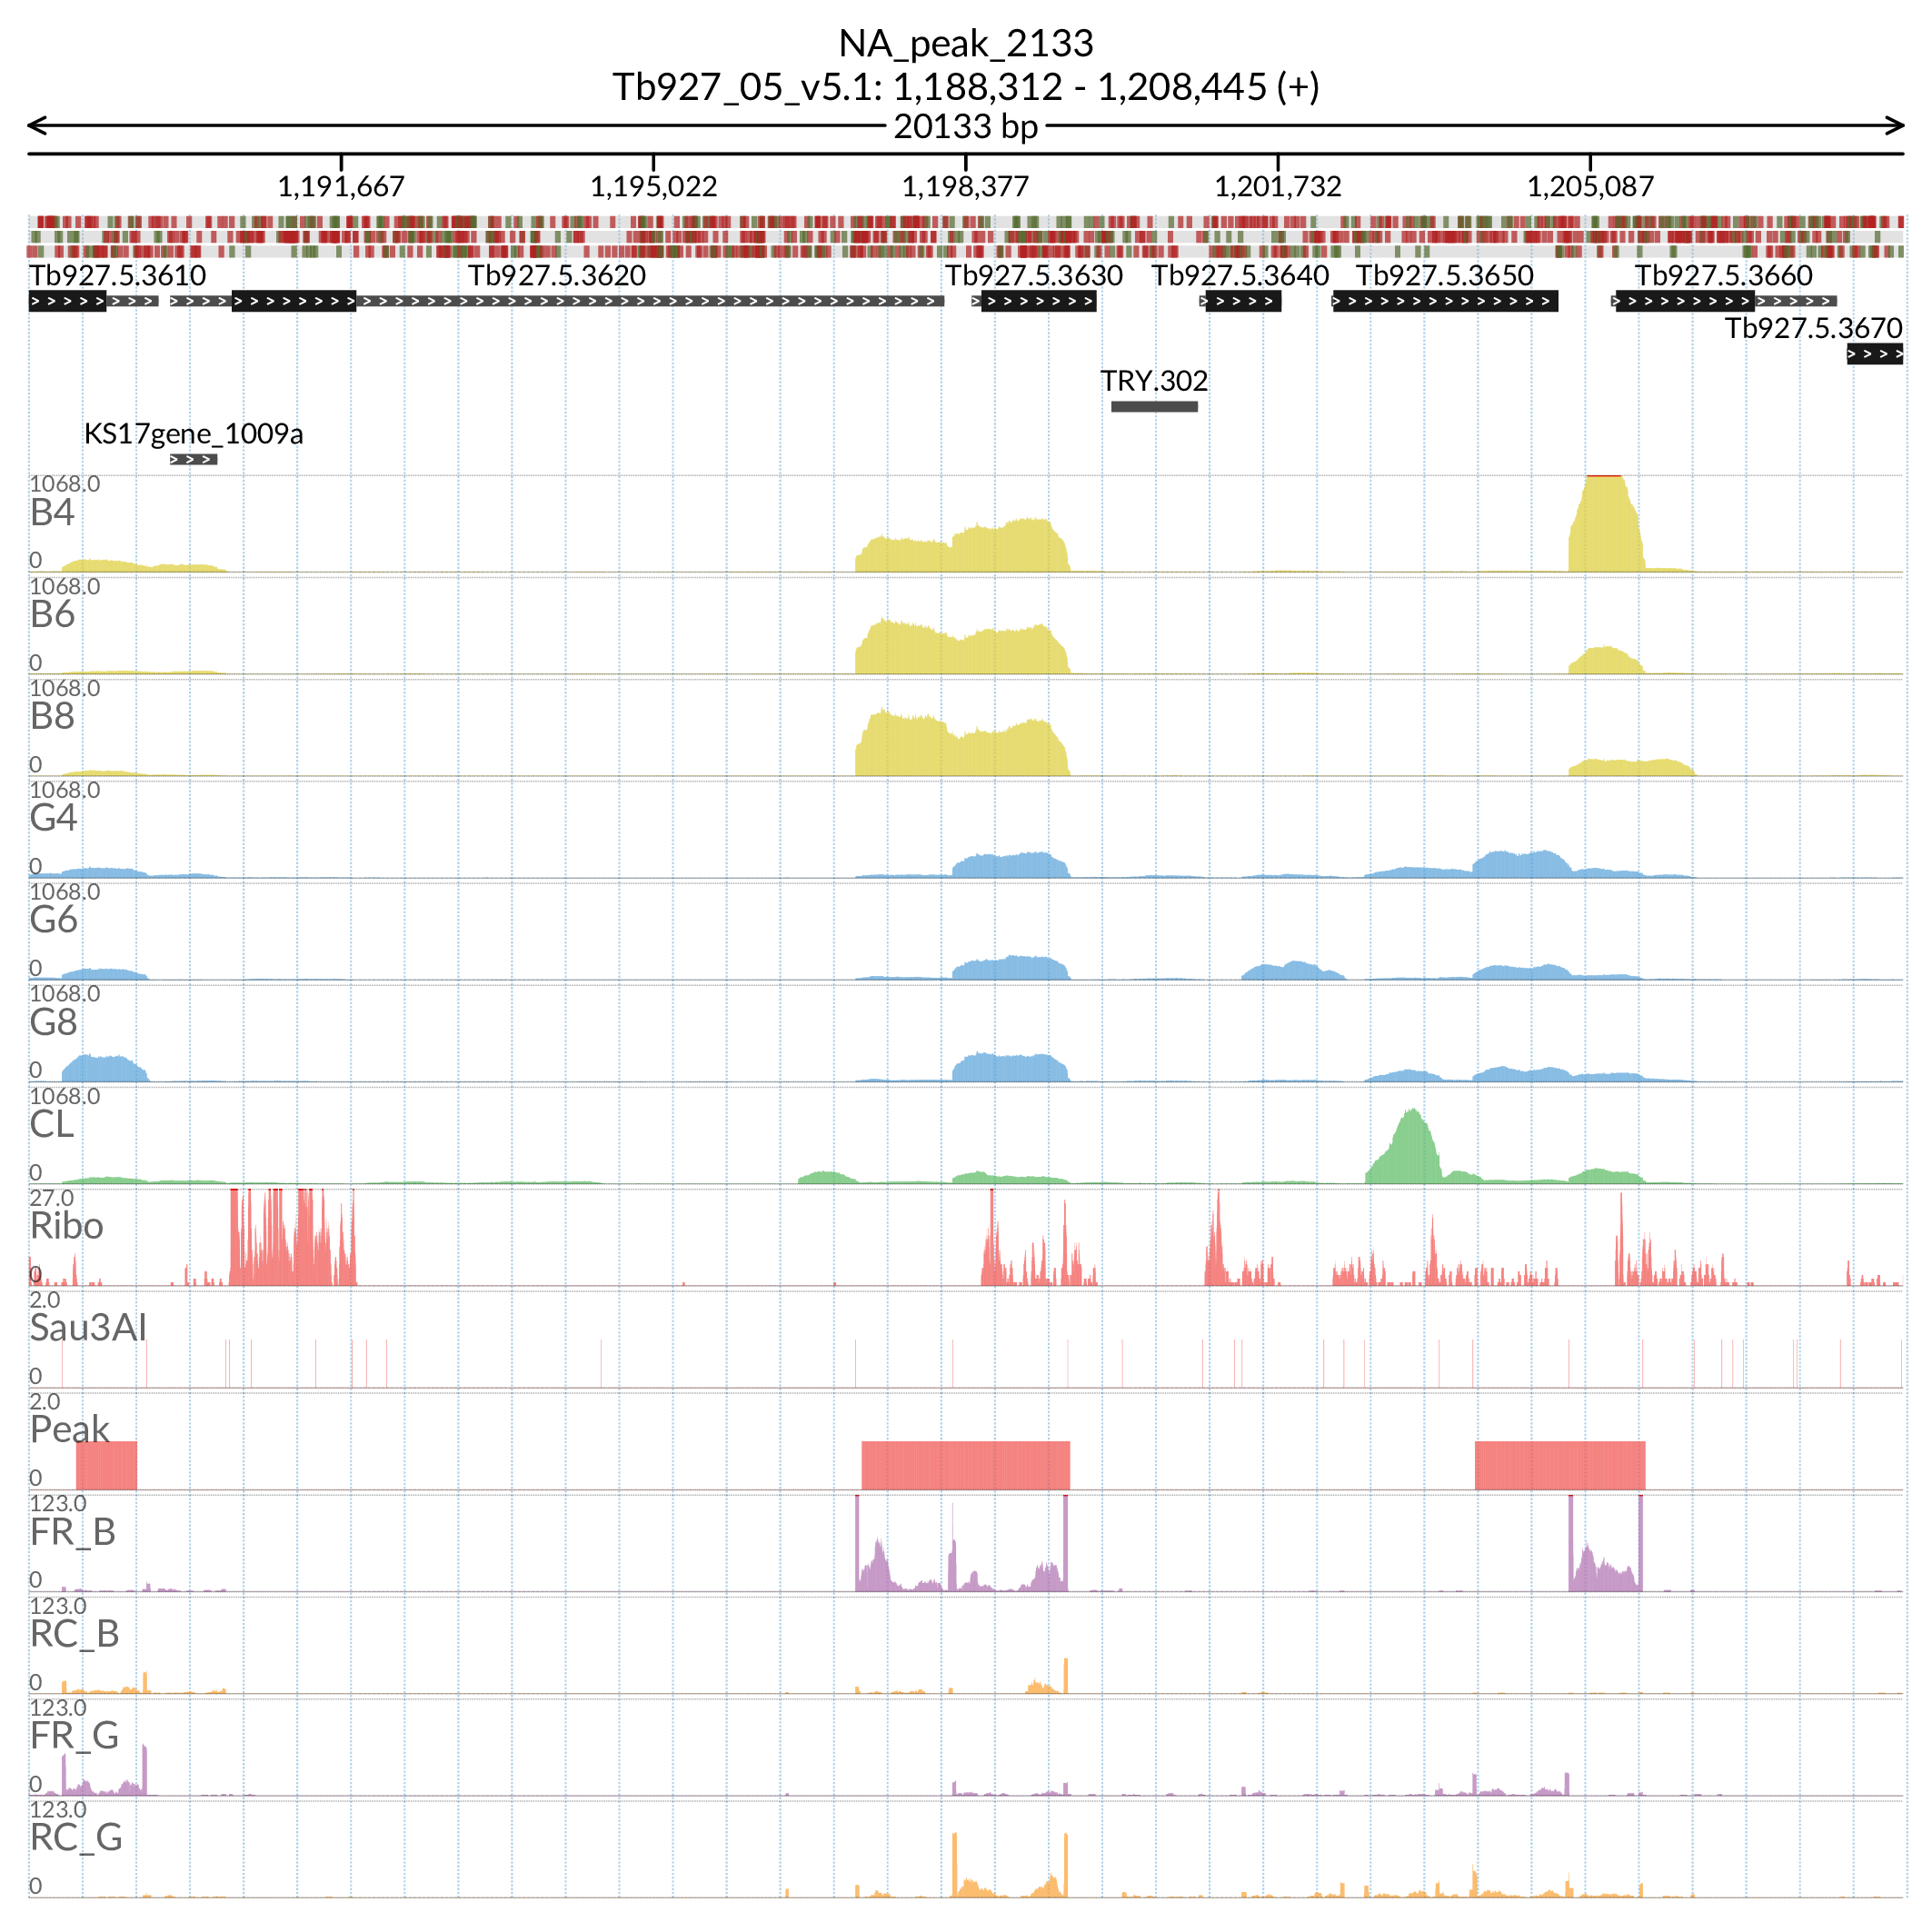 NA_peak_2133
Tb927_05_v5.1: 1,188,312 - 1,208,445 (+)
20133 bp
1,191,667 1,195,022 1,198,377 1,201,732 1,205,087
Tb927.5.3610 Tb927.5.3620 Tb927.5.3630 Tb927.5.3640 Tb927.5.3650 Tb927.5.3660
Tb927.5.3670
TRY.302
KS17gene_1009a
1068.0
B4
0
1068.0
B6
0
1068.0
B8
0
1068.0
G4
0
1068.0
G6
0
1068.0
G8
0
1068.0
CL
0
27.0
Ribo
0
2.0
Sau3AI
0
2.0
Peak
0
123.0
FR_B
0
123.0
RC_B
0
123.0
FR_G
0
123.0
RC_G
0